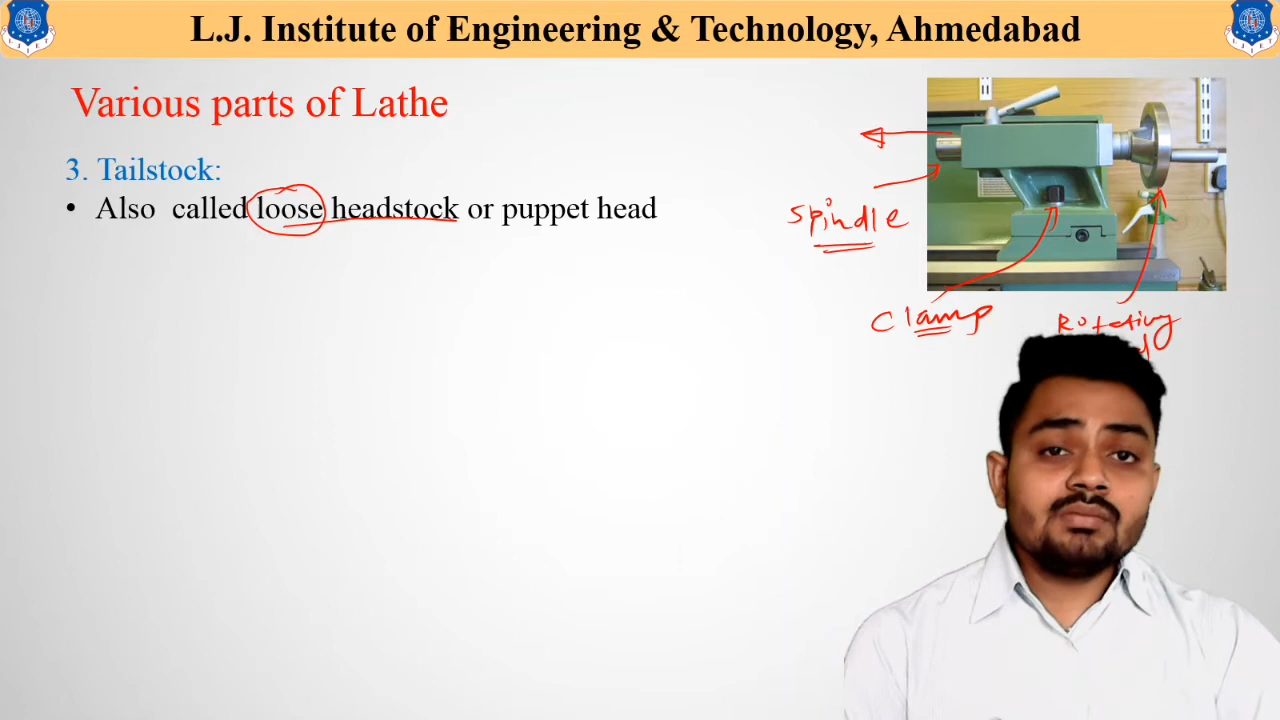 L.J. Institute of Engineering & Technology, Ahmedabad
Various parts of Lathe
3. Tailstock:
• Also called loose headstock or puppet head
Spindle
Clamp
Rotating